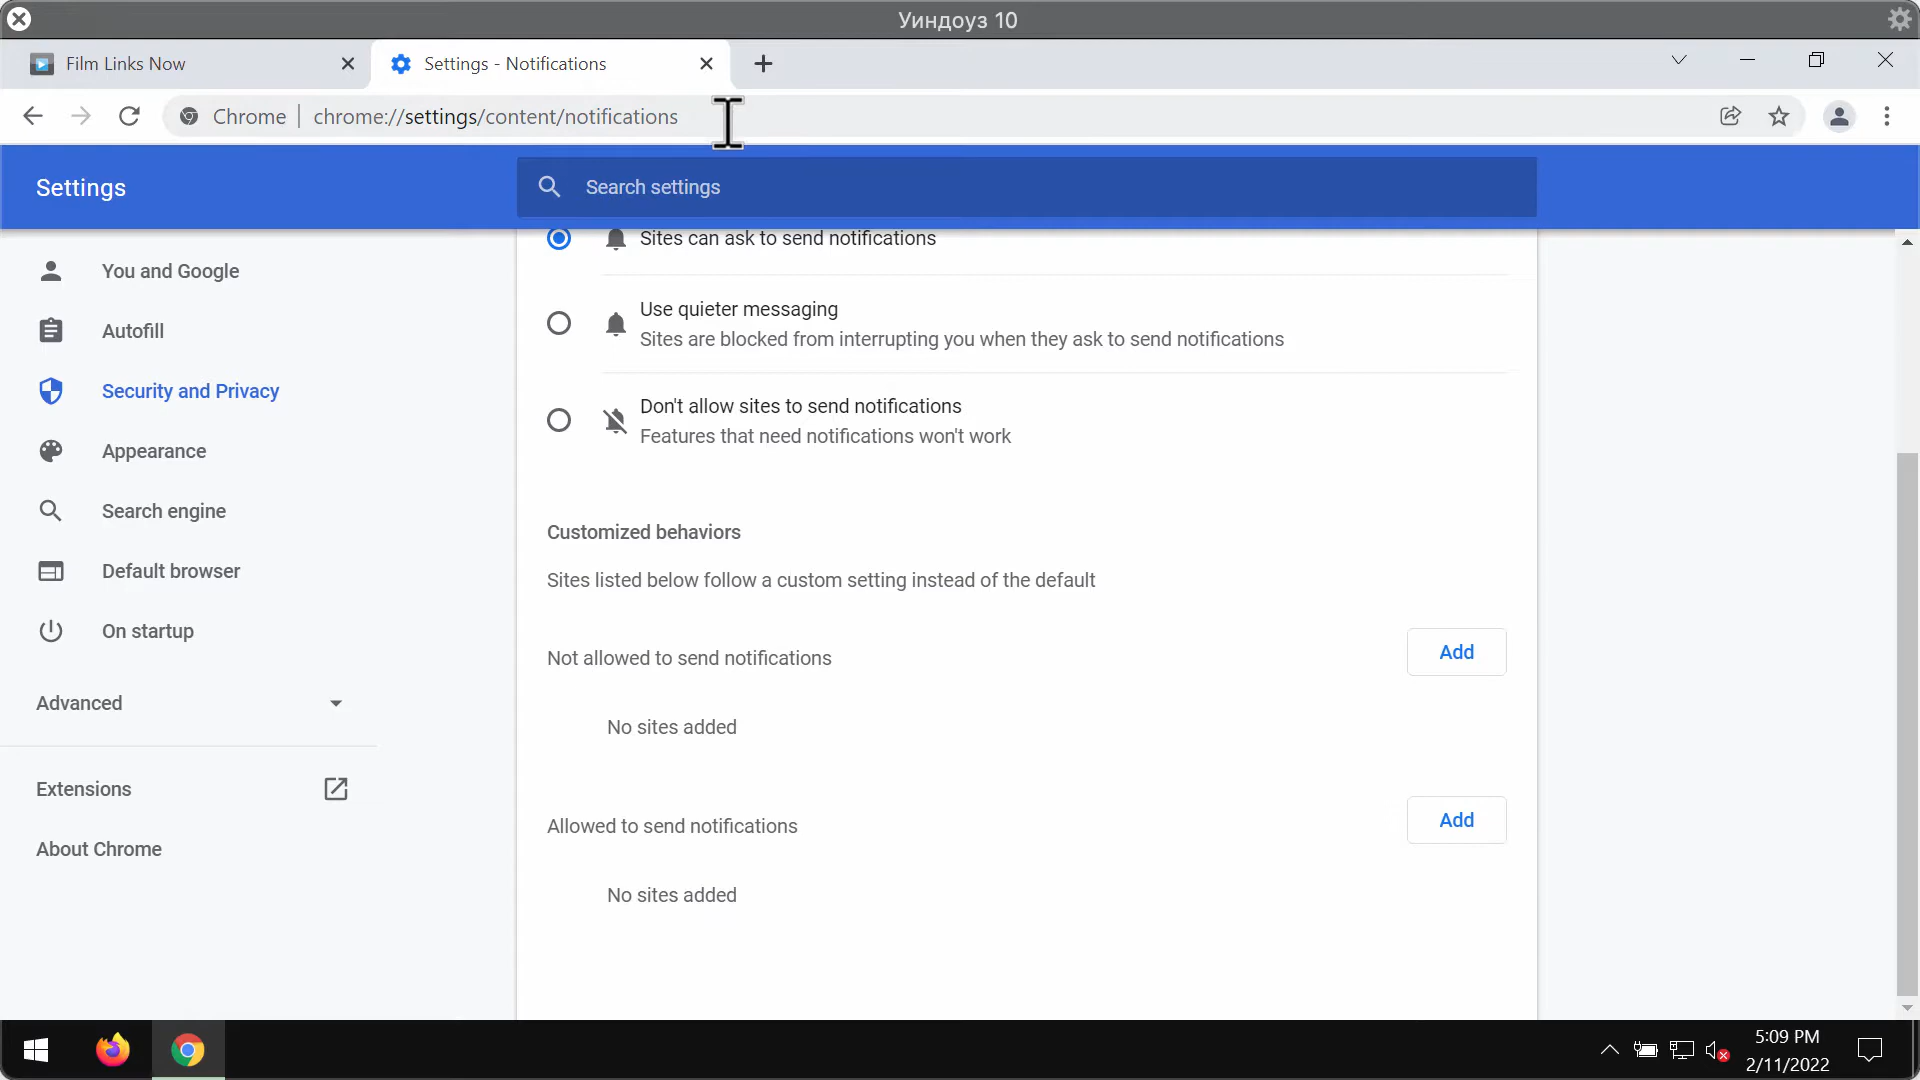 Уиндоуз 10
Film Links Now
Settings - Notifications
Chrome
chrome://settings/content/notifications
Settings
Search settings
Sites can ask to send notifications
You and Google
Use quieter messaging
Autofill
Sites are blocked from interrupting you when they ask to send notifications
Security and Privacy
Don't allow sites to send notifications
Features that need notifications won't work
Appearance
Search engine
Customized behaviors
Default browser
Sites listed below follow a custom setting instead of the default
On startup
Not allowed to send notifications
Add
Advanced
No sites added
Extensions
Allowed to send notifications
Add
About Chrome
No sites added
5:09 PM
2/11/2022